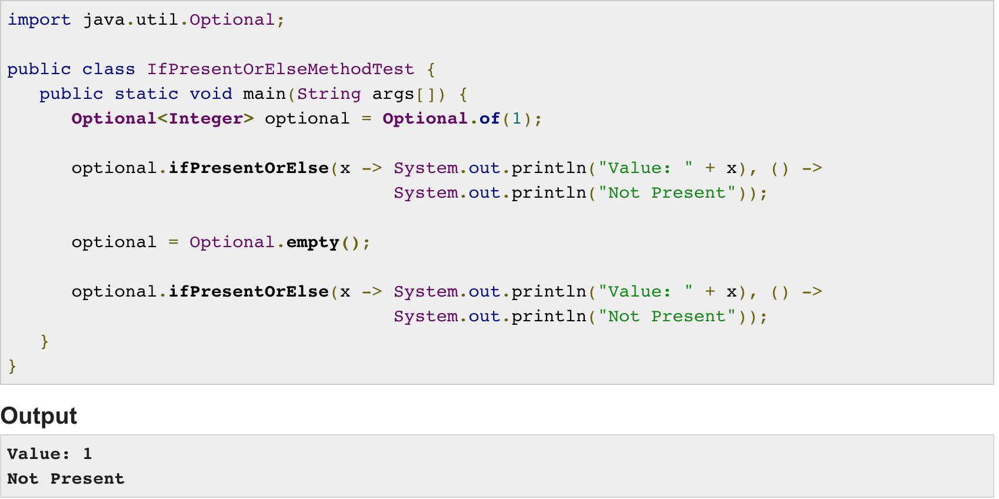 import java.util.Optional;
public class IfPresentOrElseMethodTest {
   public static void main(String args[]) {
      Optional<Integer> optional = Optional.of(1);
      optional.ifPresentOrElse(x -> System.out.println("Value: " + x), () ->
                                    System.out.println("Not Present"));
      optional = Optional.empty();
      optional.ifPresentOrElse(x -> System.out.println("Value: " + x), () ->
                                    System.out.println("Not Present"));
   }
}
Output
Value: 1
Not Present